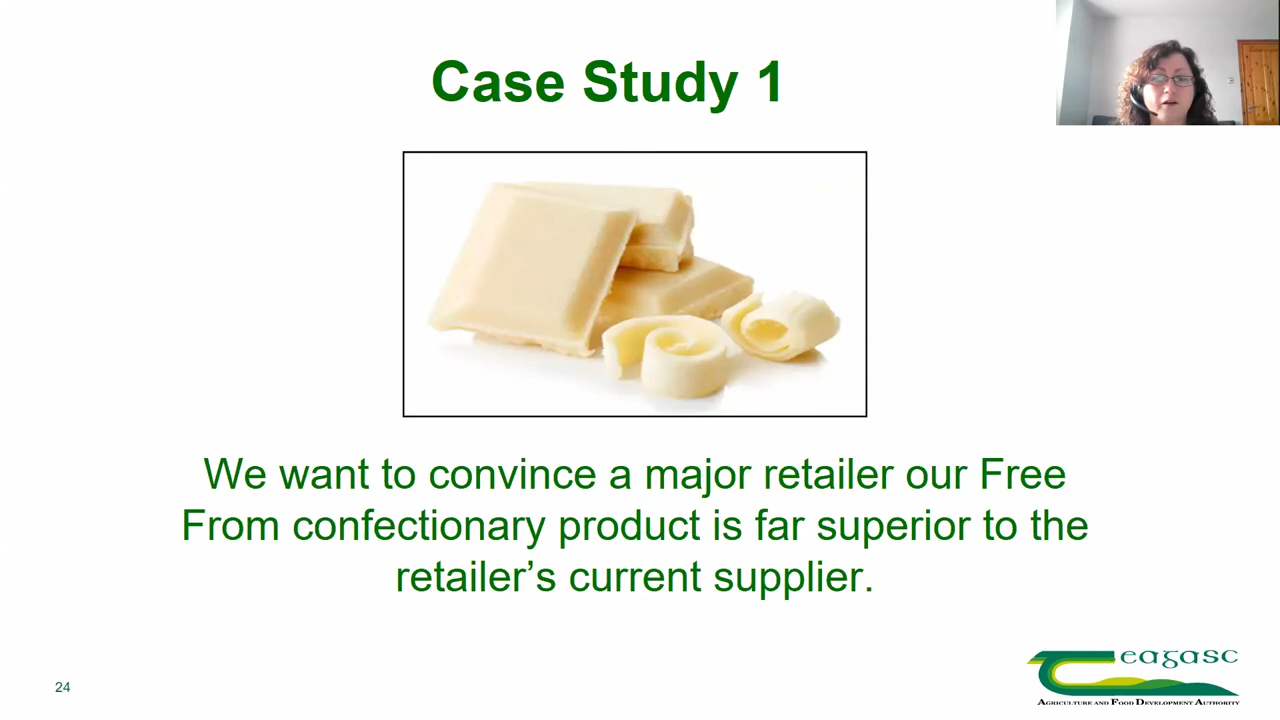 Case Study 1
We want to convince a major retailer our Free
From confectionary product is far superior to the
retailer’s current supplier.
24
eagasc
AGRICULTURE AND FOOD DEVELOPMENT AUTHORITY